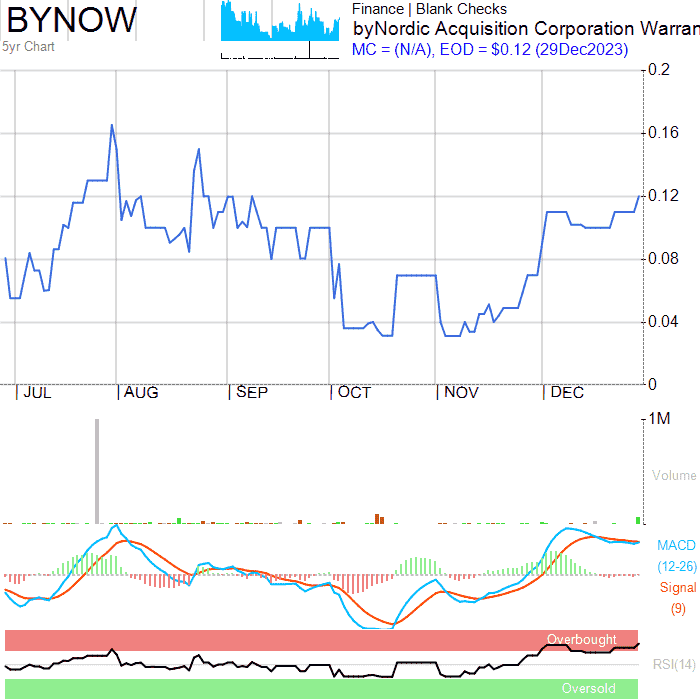 BYNOW
5yr Chart
Finance | Blank Checks
byNordic Acquisition Corporation Warran
MC = (N/A), EOD = $0.12 (29Dec2023)
0.2
0.16
0.12
0.08
0.04
0
JUL AUG SEP OCT NOV DEC
1M
Volume
MACD
(12-26)
Signal
(9)
Overbought
RSI(14)
Oversold